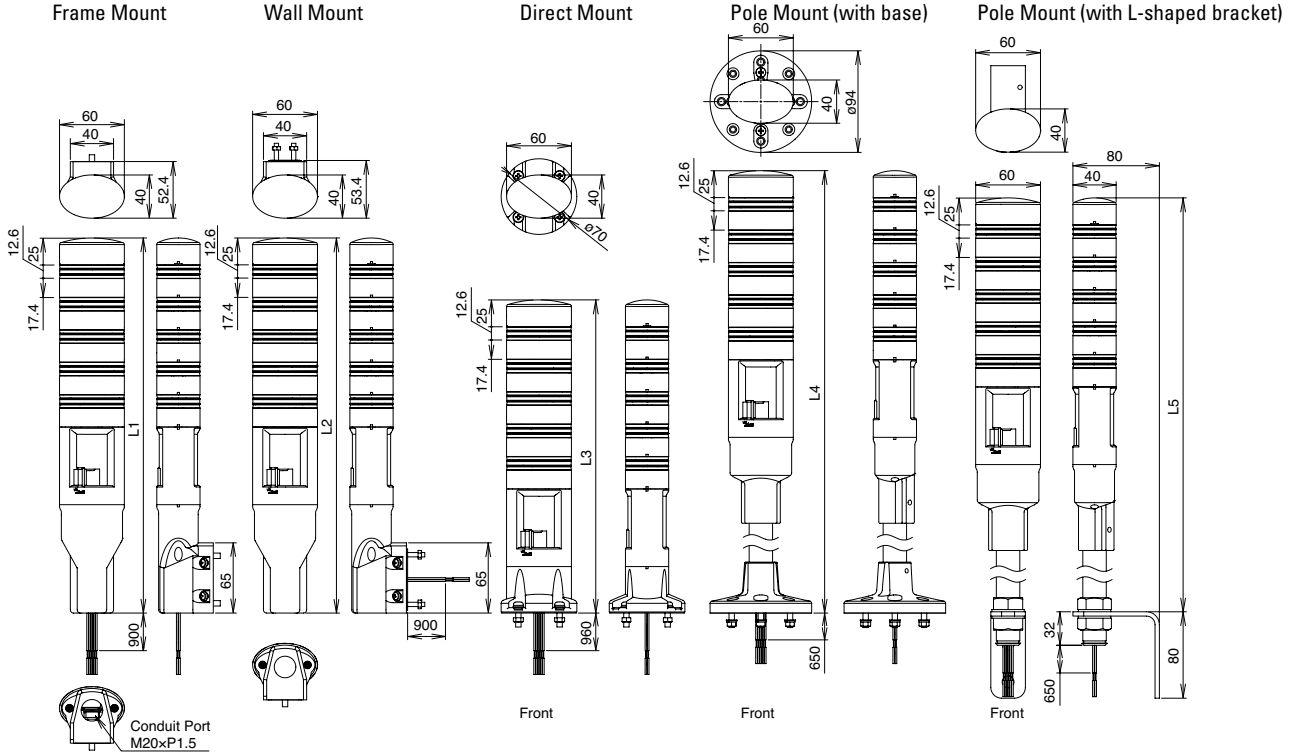 Frame Mount
Wall Mount
Direct Mount
Pole Mount (with base)
Pole Mount (with L-shaped bracket)
60
40
40
52.4
12.6
25
17.4
L1
65
900
Conduit Port
M20×P1.5
60
40
40
53.4
12.6
25
17.4
L2
65
900
60
40
ø70
12.6
25
17.4
L3
960
Front
60
40
ø94
12.6
25
17.4
L4
650
Front
60
40
80
60
40
12.6
25
17.4
L5
32
650
80
Front